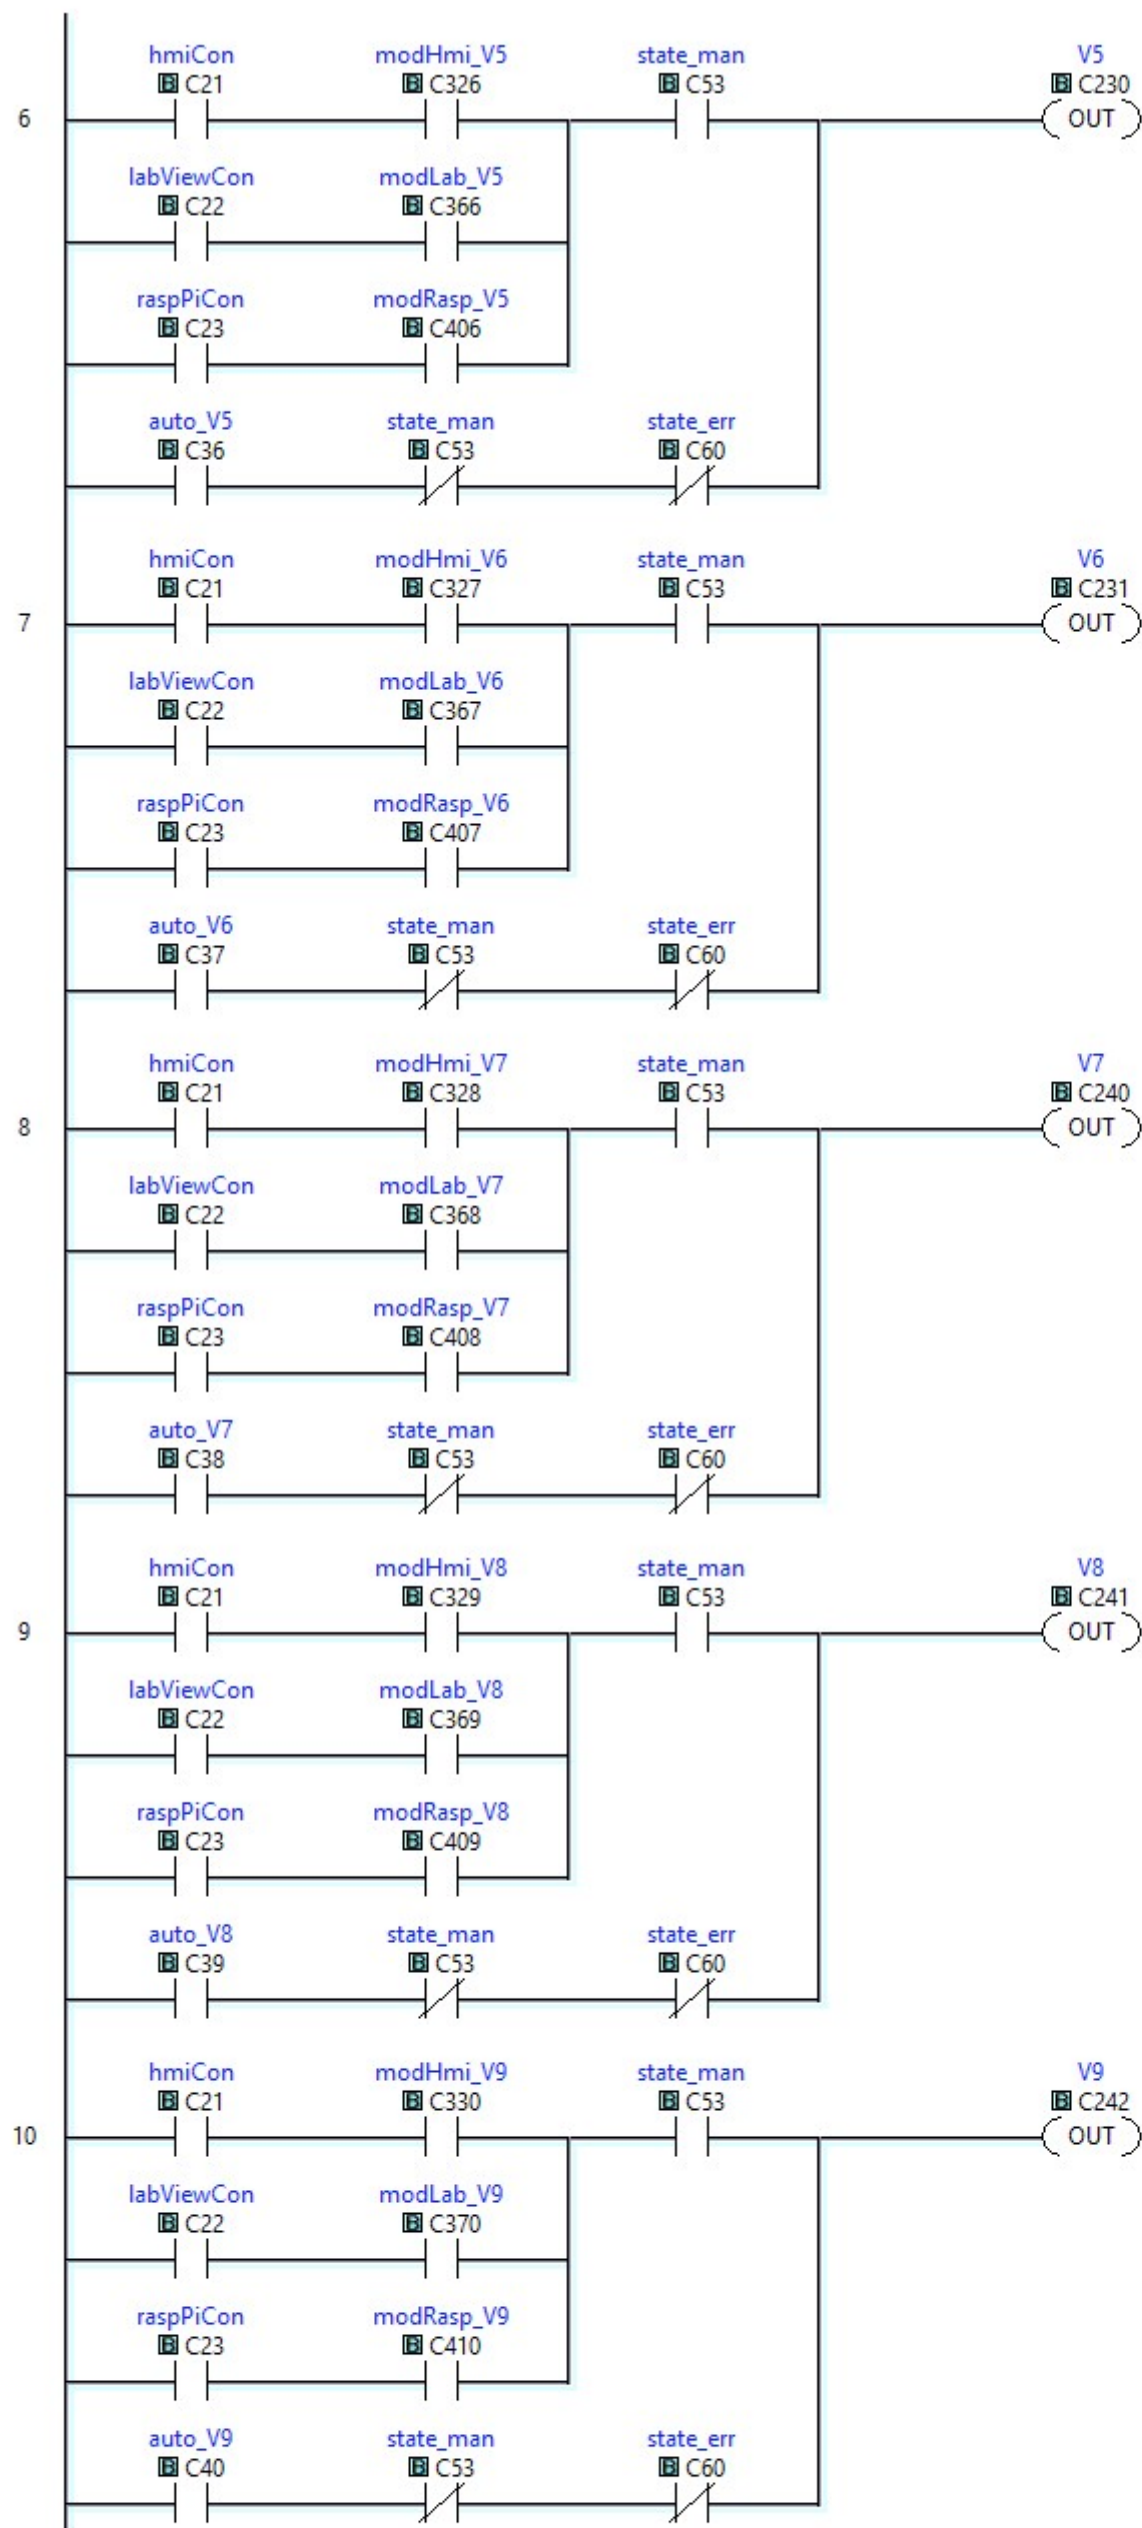 hmiCon modHmi_V5 state_man V5
B C21 B C326 B C53 B C230
6 OUT
labViewCon modLab_V5
B C22 B C366
raspPiCon modRasp_V5
B C23 B C406
auto_V5 state_man state_err
B C36 B C53 B C60
hmiCon modHmi_V6 state_man V6
B C21 B C327 B C53 B C231
7 OUT
labViewCon modLab_V6
B C22 B C367
raspPiCon modRasp_V6
B C23 B C407
auto_V6 state_man state_err
B C37 B C53 B C60
hmiCon modHmi_V7 state_man V7
B C21 B C328 B C53 B C240
8 OUT
labViewCon modLab_V7
B C22 B C368
raspPiCon modRasp_V7
B C23 B C408
auto_V7 state_man state_err
B C38 B C53 B C60
hmiCon modHmi_V8 state_man V8
B C21 B C329 B C53 B C241
9 OUT
labViewCon modLab_V8
B C22 B C369
raspPiCon modRasp_V8
B C23 B C409
auto_V8 state_man state_err
B C39 B C53 B C60
hmiCon modHmi_V9 state_man V9
B C21 B C330 B C53 B C242
10 OUT
labViewCon modLab_V9
B C22 B C370
raspPiCon modRasp_V9
B C23 B C410
auto_V9 state_man state_err
B C40 B C53 B C60